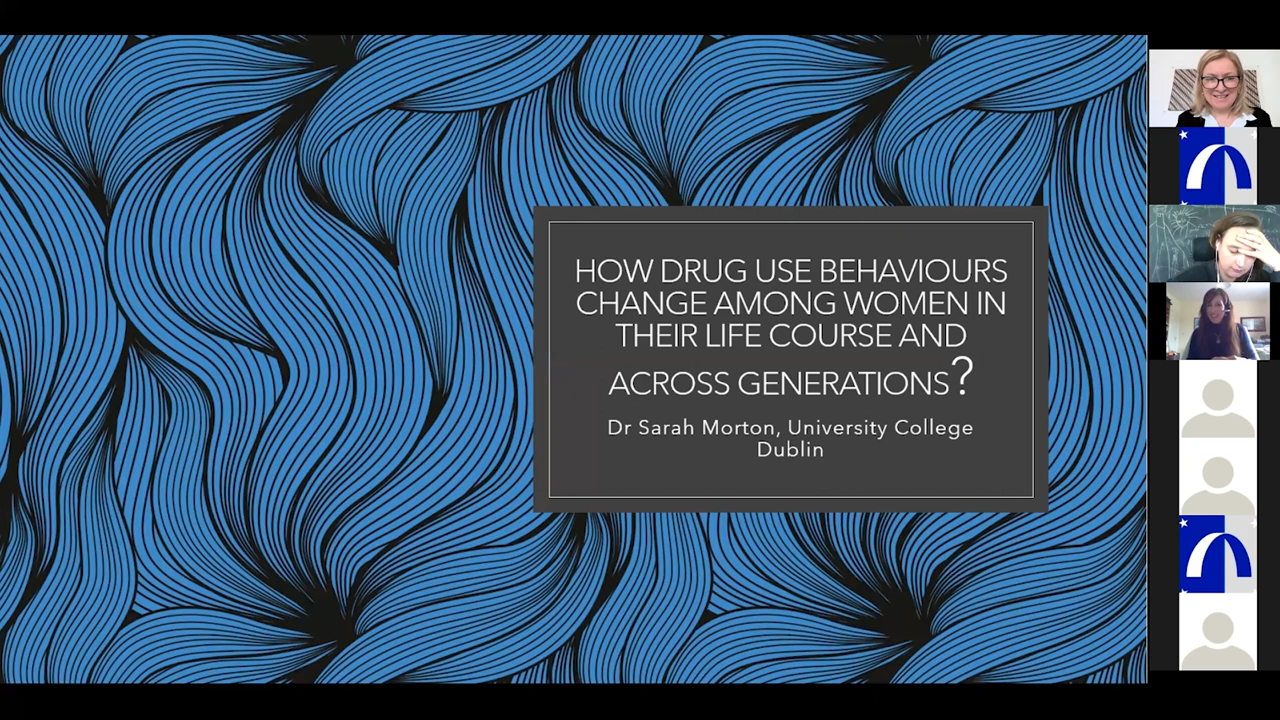 HOW DRUG USE BEHAVIOURS
CHANGE AMONG WOMEN IN
THEIR LIFE COURSE AND
ACROSS GENERATIONS?
Dr Sarah Morton, University College
Dublin